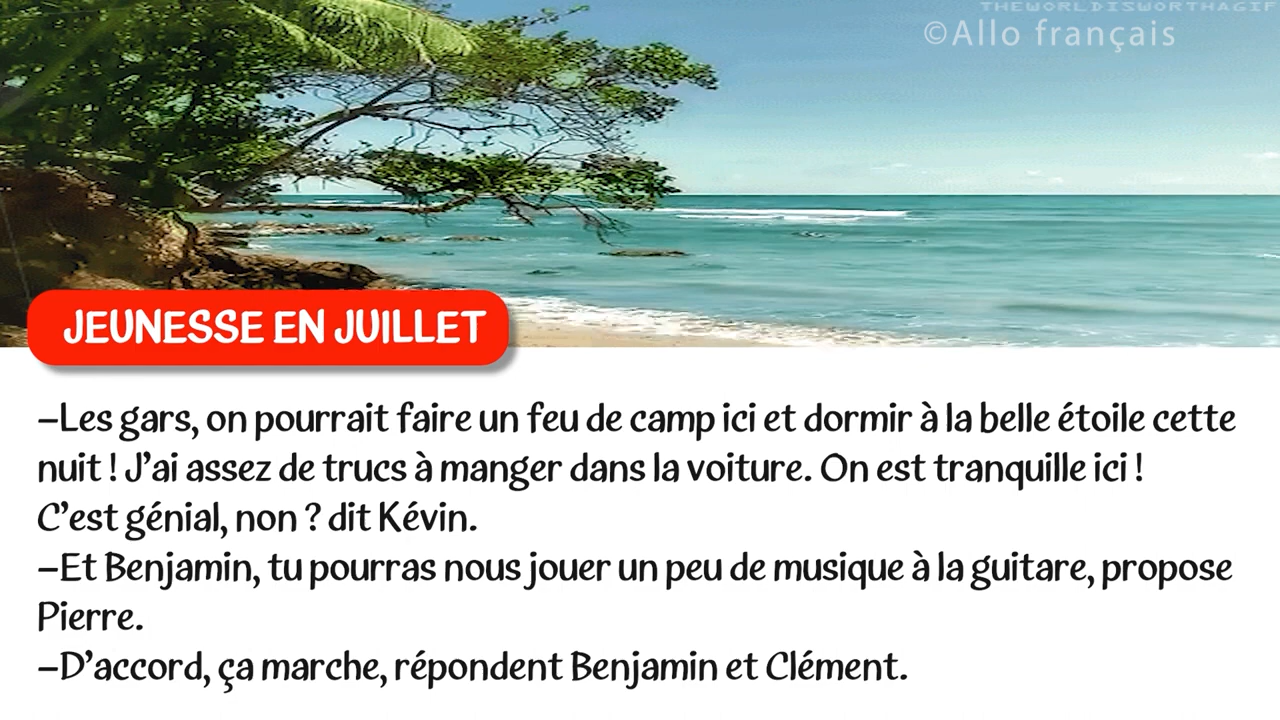 THEWORLDISWORTHAGIF
©Allo français
JEUNESSE EN JUILLET
–Les gars, on pourrait faire un feu de camp ici et dormir à la belle étoile cette
nuit ! J’ai assez de trucs à manger dans la voiture. On est tranquille ici !
C’est génial, non ? dit Kévin.
–Et Benjamin, tu pourras nous jouer un peu de musique à la guitare, propose
Pierre.
–D’accord, ça marche, répondent Benjamin et Clément.